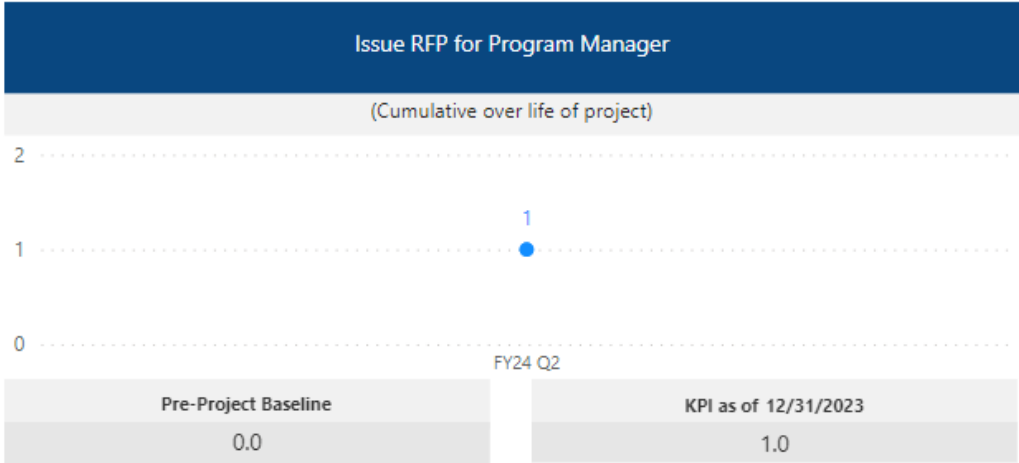 Issue RFP for Program Manager
(Cumulative over life of project)
2
1
1
0
FY24 Q2
Pre-Project Baseline
KPI as of 12/31/2023
0.0
1.0